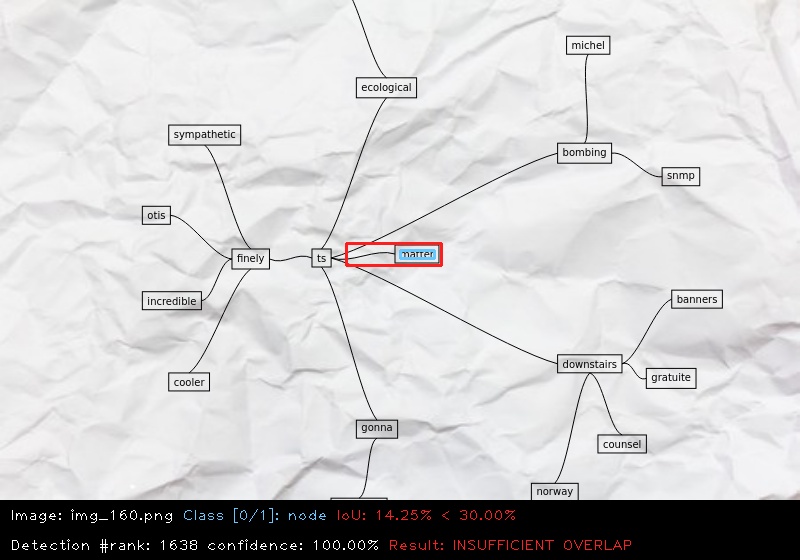 michel
ecological
sympathetic
bombing
snmp
otis
finely
ts
matter
incredible
banners
cooler
downstairs
gratuite
gonna
counsel
norway
Image: img_160.png Class [0/1]: node IoU: 14.25% < 30.00%
Detection #rank: 1638 confidence: 100.00% Result: INSUFFICIENT OVERLAP